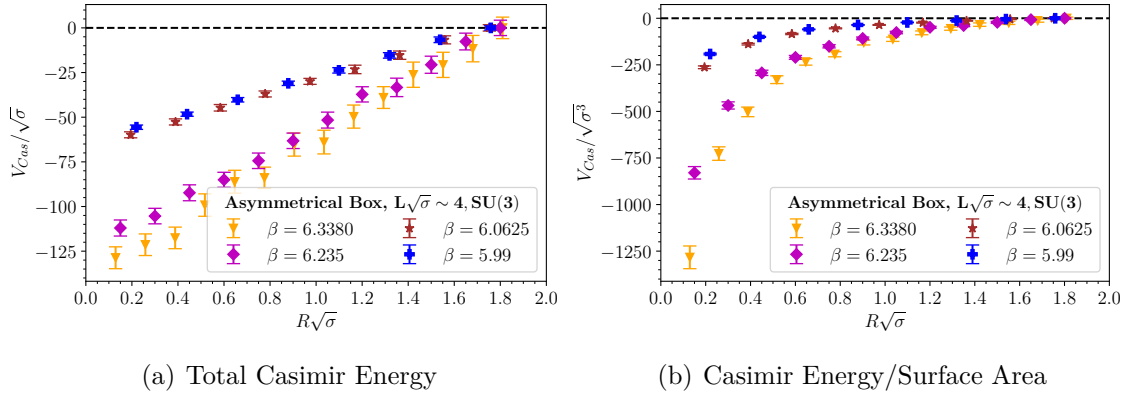 0
−25
−50
−75
−100
−125
V_Cas/√σ
0.0 0.2 0.4 0.6 0.8 1.0 1.2 1.4 1.6 1.8 2.0
R√σ
Asymmetrical Box, L√σ ∼ 4, SU(3)
β = 6.3380 β = 6.0625
β = 6.235 β = 5.99
(a) Total Casimir Energy
0
−250
−500
−750
−1000
−1250
V_Cas/√σ³
0.0 0.2 0.4 0.6 0.8 1.0 1.2 1.4 1.6 1.8 2.0
R√σ
Asymmetrical Box, L√σ ∼ 4, SU(3)
β = 6.3380 β = 6.0625
β = 6.235 β = 5.99
(b) Casimir Energy/Surface Area